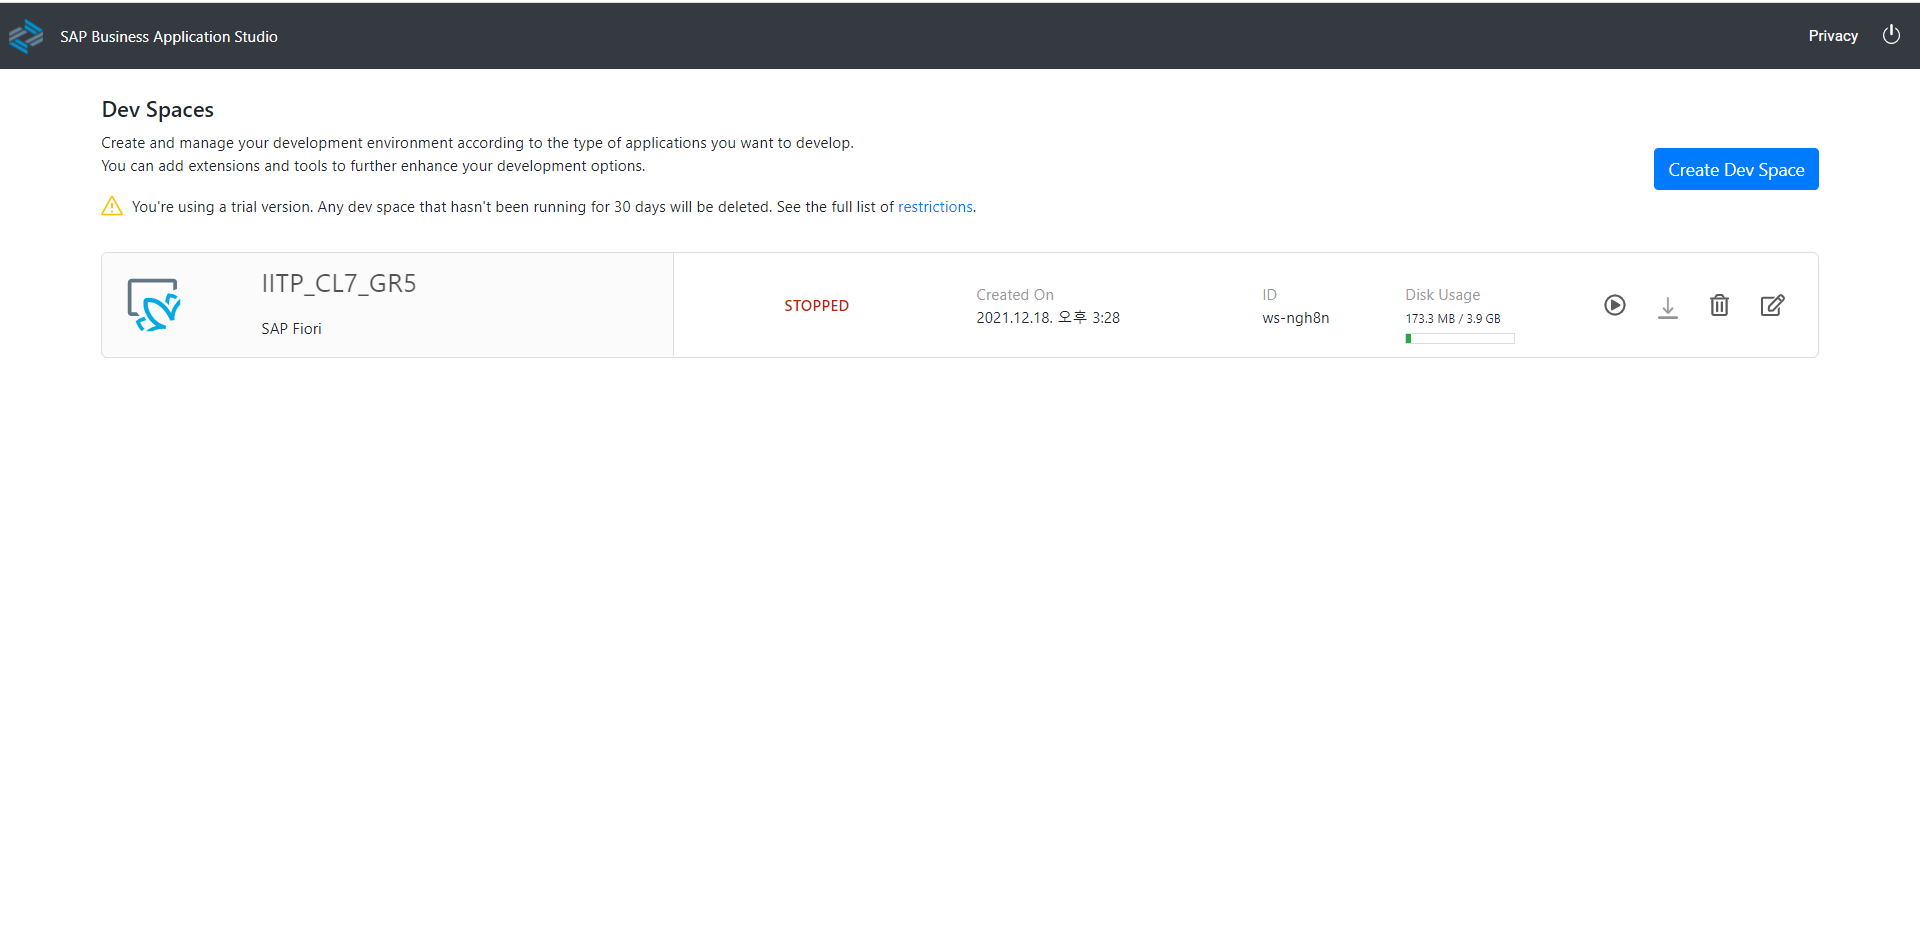 SAP Business Application Studio
Privacy
Dev Spaces
Create and manage your development environment according to the type of applications you want to develop.
You can add extensions and tools to further enhance your development options.
Create Dev Space
You're using a trial version. Any dev space that hasn't been running for 30 days will be deleted. See the full list of restrictions.
IITP_CL7_GR5
SAP Fiori
STOPPED
Created On
2021.12.18. 오후 3:28
ID
ws-ngh8n
Disk Usage
173.3 MB / 3.9 GB